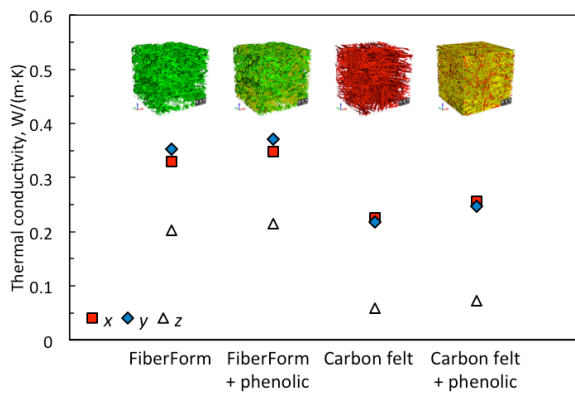 Thermal conductivity, W/(m·K)
0.6
0.5
0.4
0.3
0.2
0.1
0
x y z
FiberForm
FiberForm
+ phenolic
Carbon felt
Carbon felt
+ phenolic